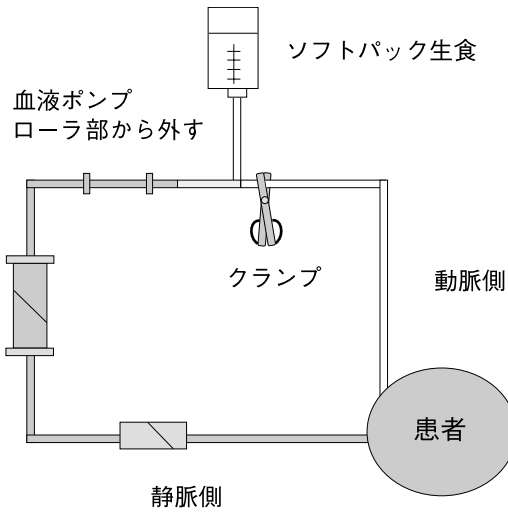 ソフトパック生食
血液ポンプ
ローラ部から外す
クランプ
動脈側
患者
静脈側